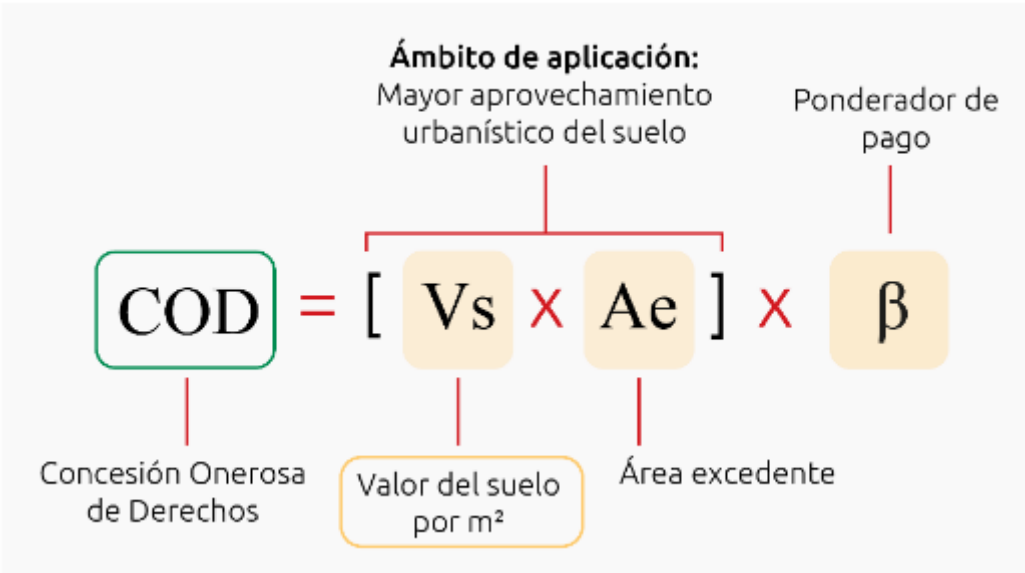 Ámbito de aplicación:
Mayor aprovechamiento
urbanístico del suelo
Ponderador de
pago
COD = [ Vs x Ae ] x β
Concesión Onerosa
de Derechos
Valor del suelo
por m²
Área excedente